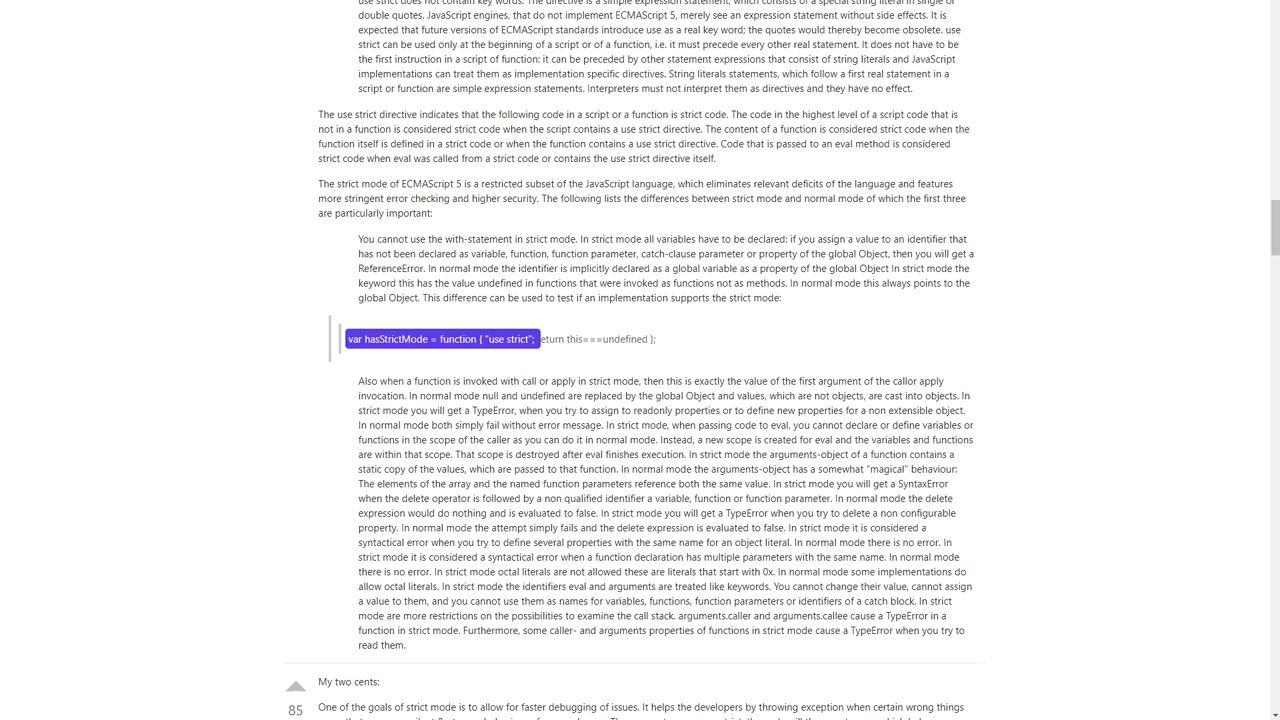 use strict does not contain key words. The directive is a simple expression statement, which consists of a special string literal in single or
double quotes. JavaScript engines, that do not implement ECMAScript 5, merely see an expression statement without side effects. It is
expected that future versions of ECMAScript standards introduce use as a real key word; the quotes would thereby become obsolete. use
strict can be used only at the beginning of a script or of a function, i.e. it must precede every other real statement. It does not have to be
the first instruction in a script of function: it can be preceded by other statement expressions that consist of string literals and JavaScript
implementations can treat them as implementation specific directives. String literals statements, which follow a first real statement in a
script or function are simple expression statements. Interpreters must not interpret them as directives and they have no effect.
The use strict directive indicates that the following code in a script or a function is strict code. The code in the highest level of a script code that is
not in a function is considered strict code when the script contains a use strict directive. The content of a function is considered strict code when the
function itself is defined in a strict code or when the function contains a use strict directive. Code that is passed to an eval method is considered
strict code when eval was called from a strict code or contains the use strict directive itself.
The strict mode of ECMAScript 5 is a restricted subset of the JavaScript language, which eliminates relevant deficits of the language and features
more stringent error checking and higher security. The following lists the differences between strict mode and normal mode of which the first three
are particularly important:
You cannot use the with-statement in strict mode. In strict mode all variables have to be declared: if you assign a value to an identifier that
has not been declared as variable, function, function parameter, catch-clause parameter or property of the global Object, then you will get a
ReferenceError. In normal mode the identifier is implicitly declared as a global variable as a property of the global Object In strict mode the
keyword this has the value undefined in functions that were invoked as functions not as methods. In normal mode this always points to the
global Object. This difference can be used to test if an implementation supports the strict mode:
var hasStrictMode = function { "use strict"; eturn this===undefined };
Also when a function is invoked with call or apply in strict mode, then this is exactly the value of the first argument of the callor apply
invocation. In normal mode null and undefined are replaced by the global Object and values, which are not objects, are cast into objects. In
strict mode you will get a TypeError, when you try to assign to readonly properties or to define new properties for a non extensible object.
In normal mode both simply fail without error message. In strict mode, when passing code to eval, you cannot declare or define variables or
functions in the scope of the caller as you can do it in normal mode. Instead, a new scope is created for eval and the variables and functions
are within that scope. That scope is destroyed after eval finishes execution. In strict mode the arguments-object of a function contains a
static copy of the values, which are passed to that function. In normal mode the arguments-object has a somewhat "magical" behaviour:
The elements of the array and the named function parameters reference both the same value. In strict mode you will get a SyntaxError
when the delete operator is followed by a non qualified identifier a variable, function or function parameter. In normal mode the delete
expression would do nothing and is evaluated to false. In strict mode you will get a TypeError when you try to delete a non configurable
property. In normal mode the attempt simply fails and the delete expression is evaluated to false. In strict mode it is considered a
syntactical error when you try to define several properties with the same name for an object literal. In normal mode there is no error. In
strict mode it is considered a syntactical error when a function declaration has multiple parameters with the same name. In normal mode
there is no error. In strict mode octal literals are not allowed these are literals that start with 0x. In normal mode some implementations do
allow octal literals. In strict mode the identifiers eval and arguments are treated like keywords. You cannot change their value, cannot assign
a value to them, and you cannot use them as names for variables, functions, function parameters or identifiers of a catch block. In strict
mode are more restrictions on the possibilities to examine the call stack. arguments.caller and arguments.callee cause a TypeError in a
function in strict mode. Furthermore, some caller- and arguments properties of functions in strict mode cause a TypeError when you try to
read them.
My two cents:
85
One of the goals of strict mode is to allow for faster debugging of issues. It helps the developers by throwing exception when certain wrong things